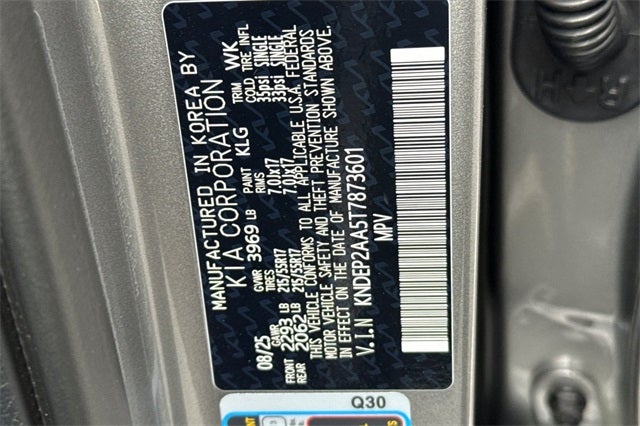 MANUFACTURED IN KOREA BY
KIA CORPORATION
08/25 GVWR 3969 LB PAINT KLG TRIM WK
GAWR TIRES RIMS COLD TIRE INFL
FRONT 2293 LB 215/55R17 7.0Jx17 33psi SINGLE
REAR 2062 LB 215/55R17 7.0Jx17 33psi SINGLE
THIS VEHICLE CONFORMS TO ALL APPLICABLE U.S.A. FEDERAL
MOTOR VEHICLE SAFETY AND THEFT PREVENTION STANDARDS
IN EFFECT ON THE DATE OF MANUFACTURE SHOWN ABOVE.
V.I.N KNDEP2AA5T7873601
MPV
Q30